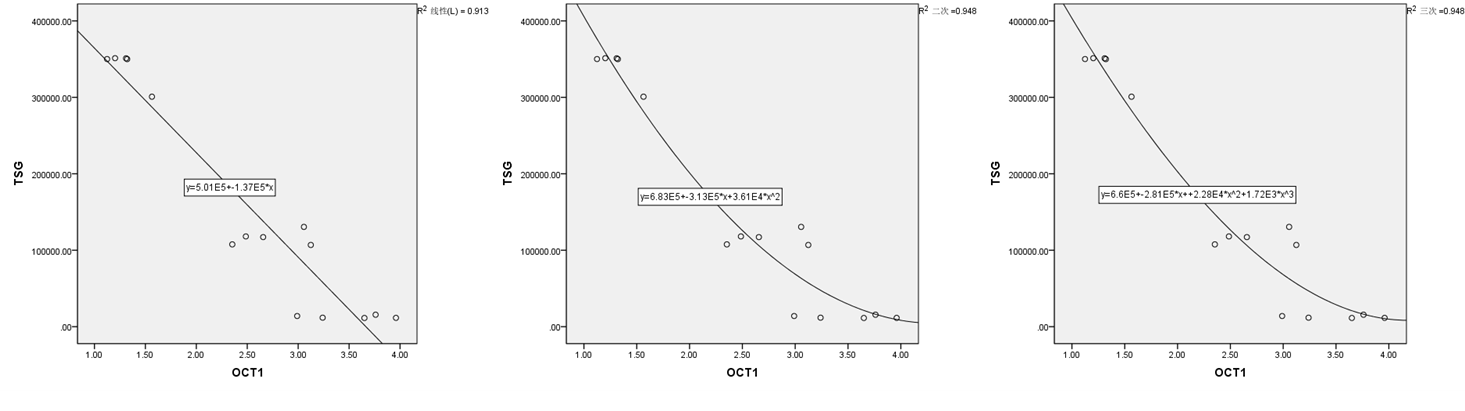 R² 线性(L) = 0.913
400000.00
300000.00
200000.00
100000.00
.00
TSG
y=5.01E5+-1.37E5*x
1.00 1.50 2.00 2.50 3.00 3.50 4.00
OCT1
R² 二次 =0.948
400000.00
300000.00
200000.00
100000.00
.00
TSG
y=6.83E5+-3.13E5*x+3.61E4*x^2
1.00 1.50 2.00 2.50 3.00 3.50 4.00
OCT1
R² 三次 =0.948
400000.00
300000.00
200000.00
100000.00
.00
TSG
y=6.6E5+-2.81E5*x++2.28E4*x^2+1.72E3*x^3
1.00 1.50 2.00 2.50 3.00 3.50 4.00
OCT1